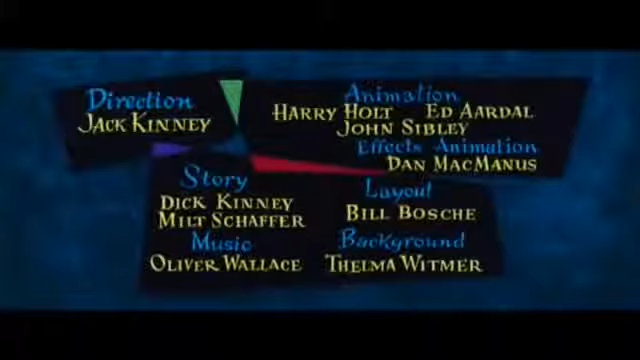 Direction
JACK KINNEY
Animation
HARRY HOLT ED AARDAL
JOHN SIBLEY
Effects Animation
DAN MACMANUS
Story
DICK KINNEY
MILT SCHAFFER
Music
OLIVER WALLACE
Layout
BILL BOSCHE
Background
THELMA WITMER